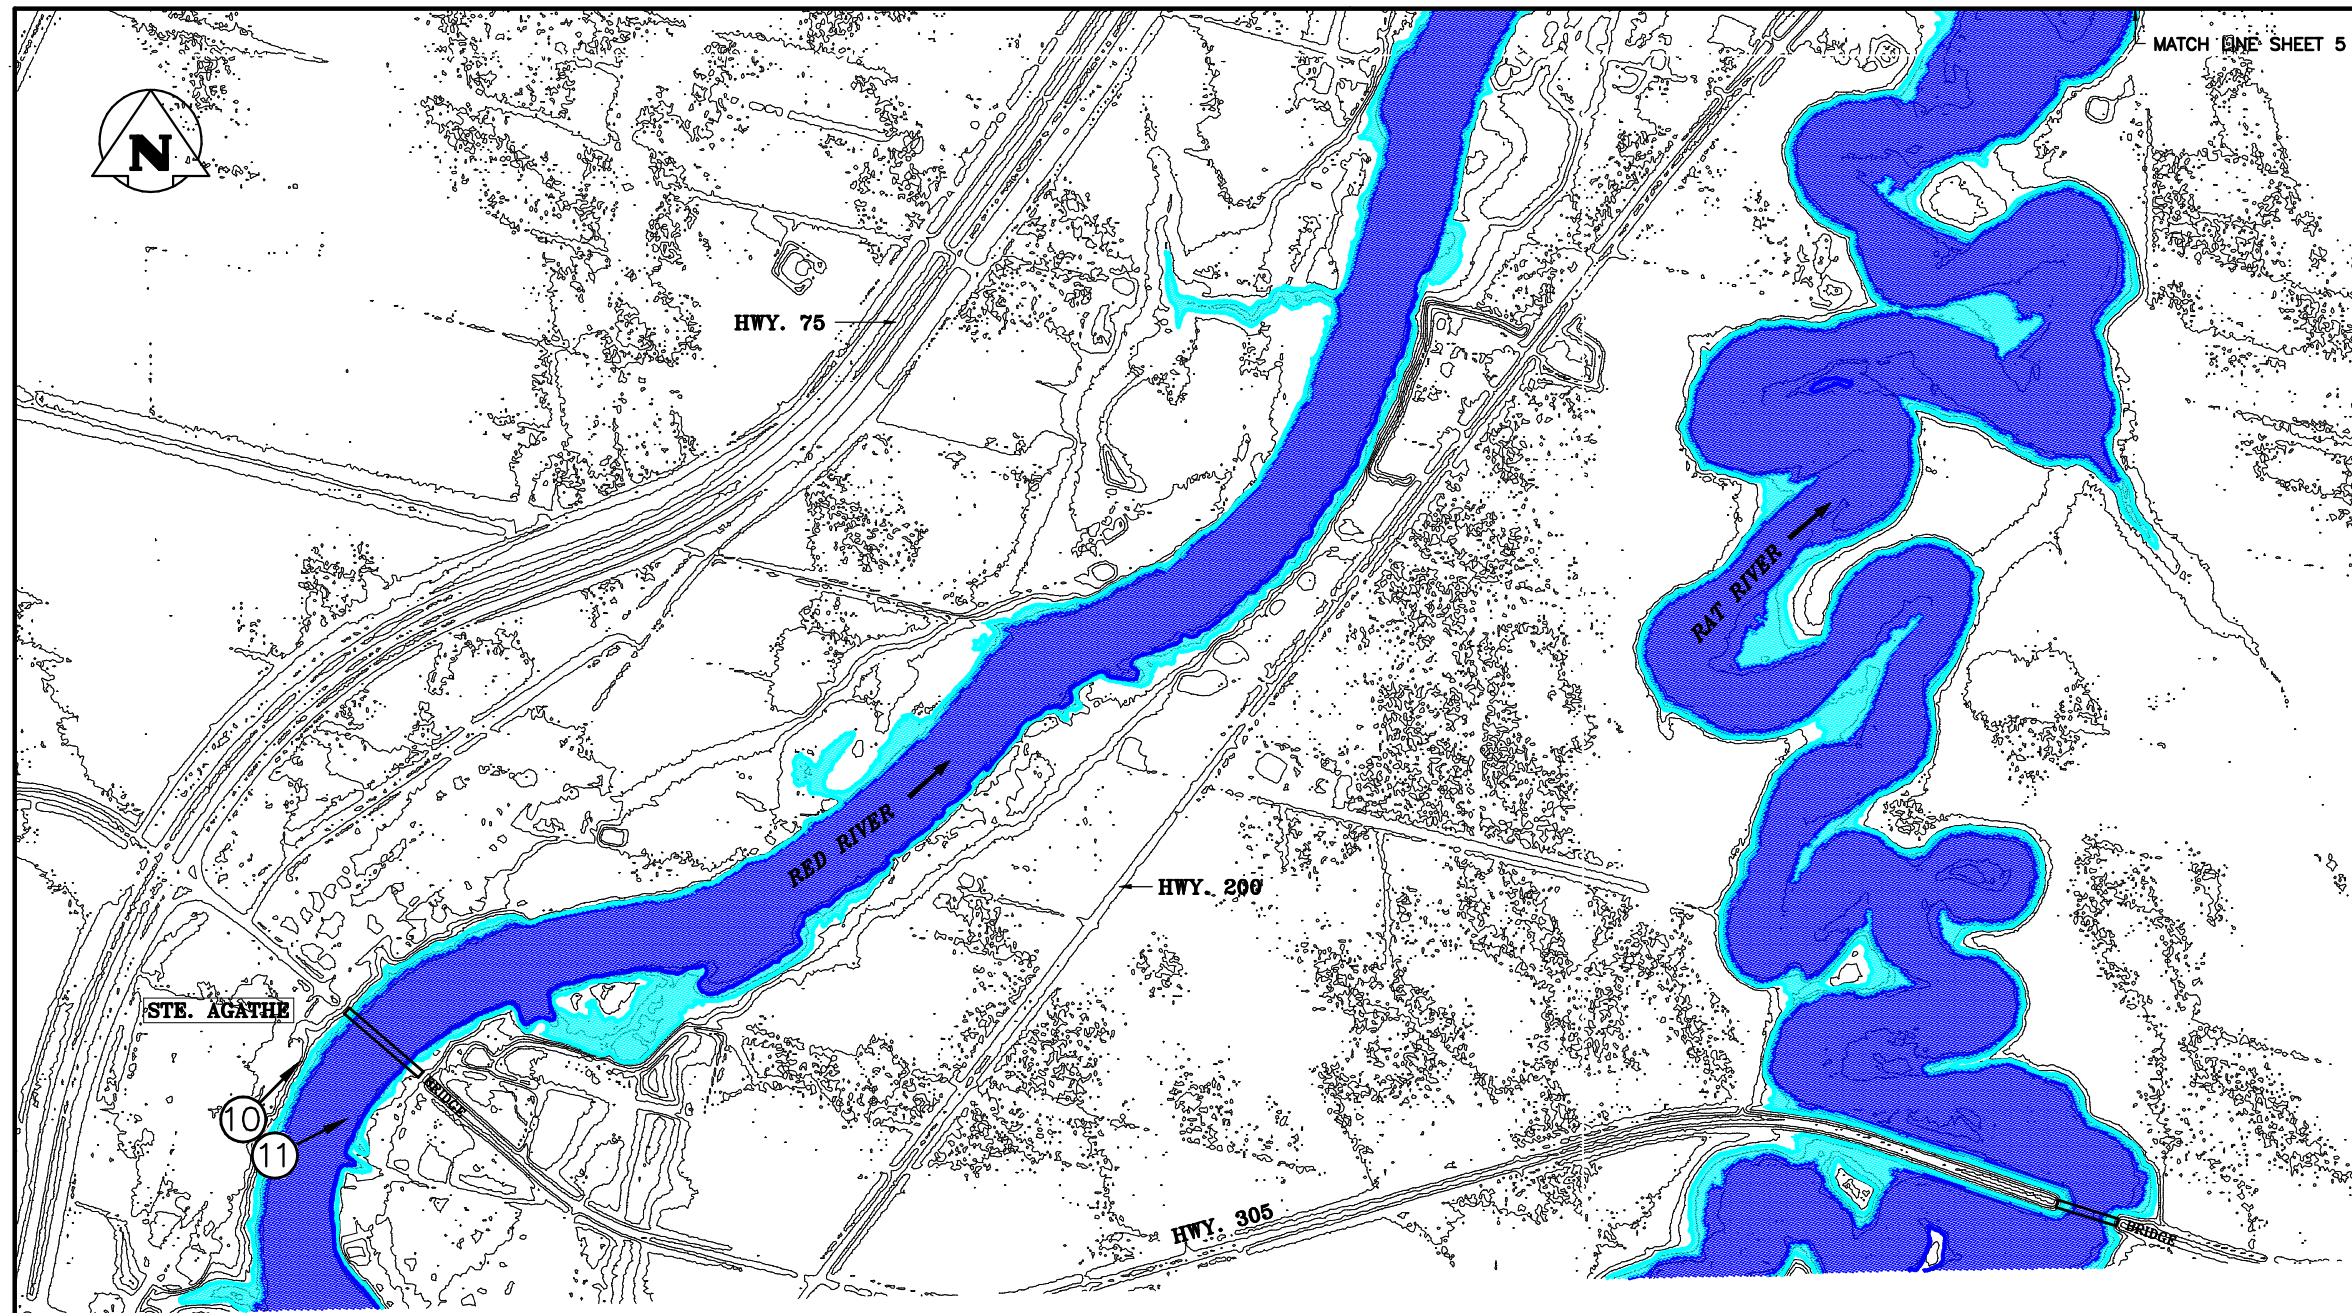 MATCH LINE SHEET 5
N
HWY. 75
RAT RIVER
RED RIVER
HWY. 200
STE. AGATHE
BRIDGE
10
11
HWY. 305
BRIDGE